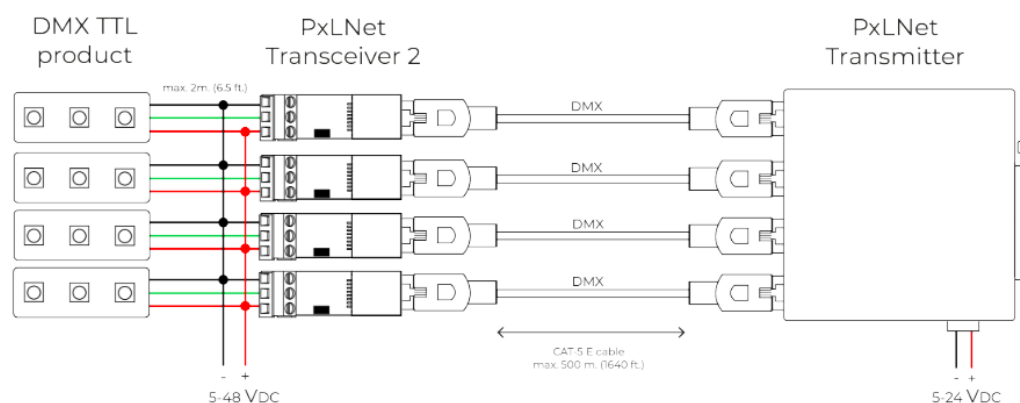 DMX TTL
product
PxLNet
Transceiver 2
PxLNet
Transmitter
max. 2m. (6.5 ft.)
DMX
DMX
DMX
DMX
CAT-5 E cable
max. 500 m. (1640 ft.)
- +
5-48 VDC
- +
5-24 VDC